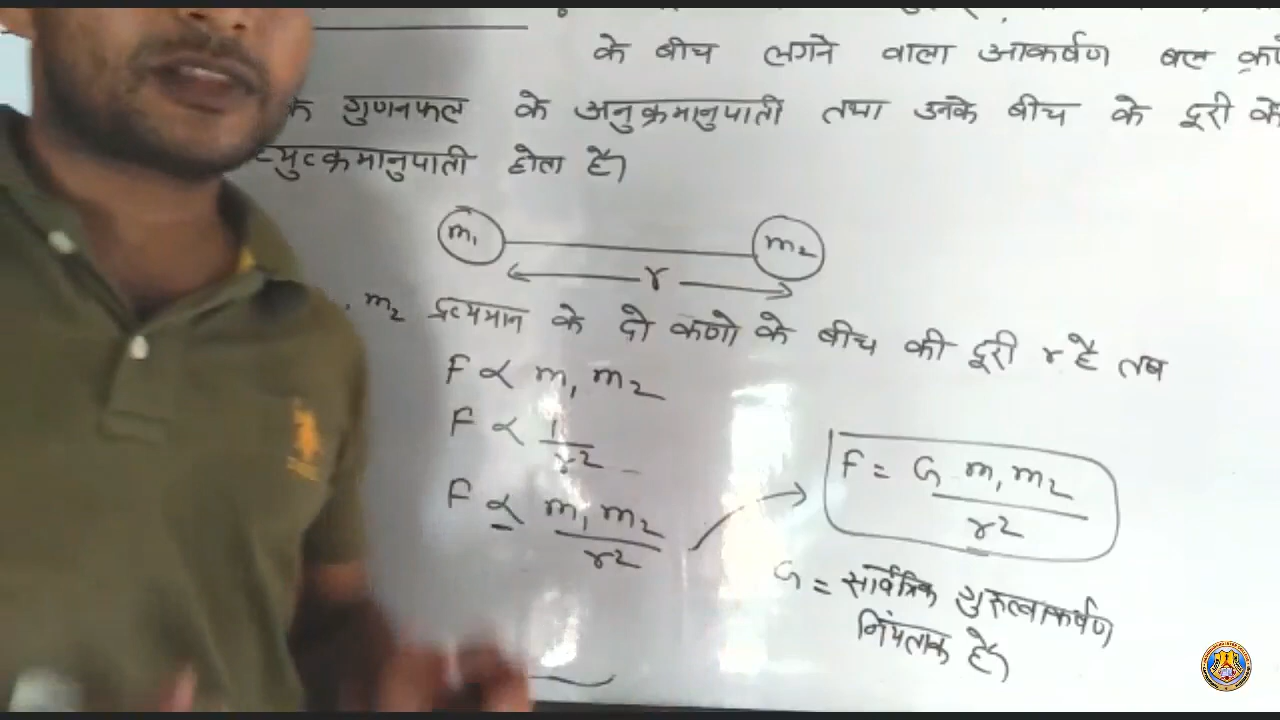 के बीच लगने वाला आकर्षण बल
के गुणनफल के अनुक्रमानुपाती तथा उनके बीच के दूरी के
व्युत्क्रमानुपाती होता है।
m₁ m₂
r
m₂ द्रव्यमान के दो कणो के बीच की दूरी r है तब
F ∝ m₁ m₂
F ∝ 1/r²
F ∝ m₁ m₂/r²
F = G m₁ m₂/r²
G = सार्वत्रिक गुरुत्वाकर्षण
नियतांक है।